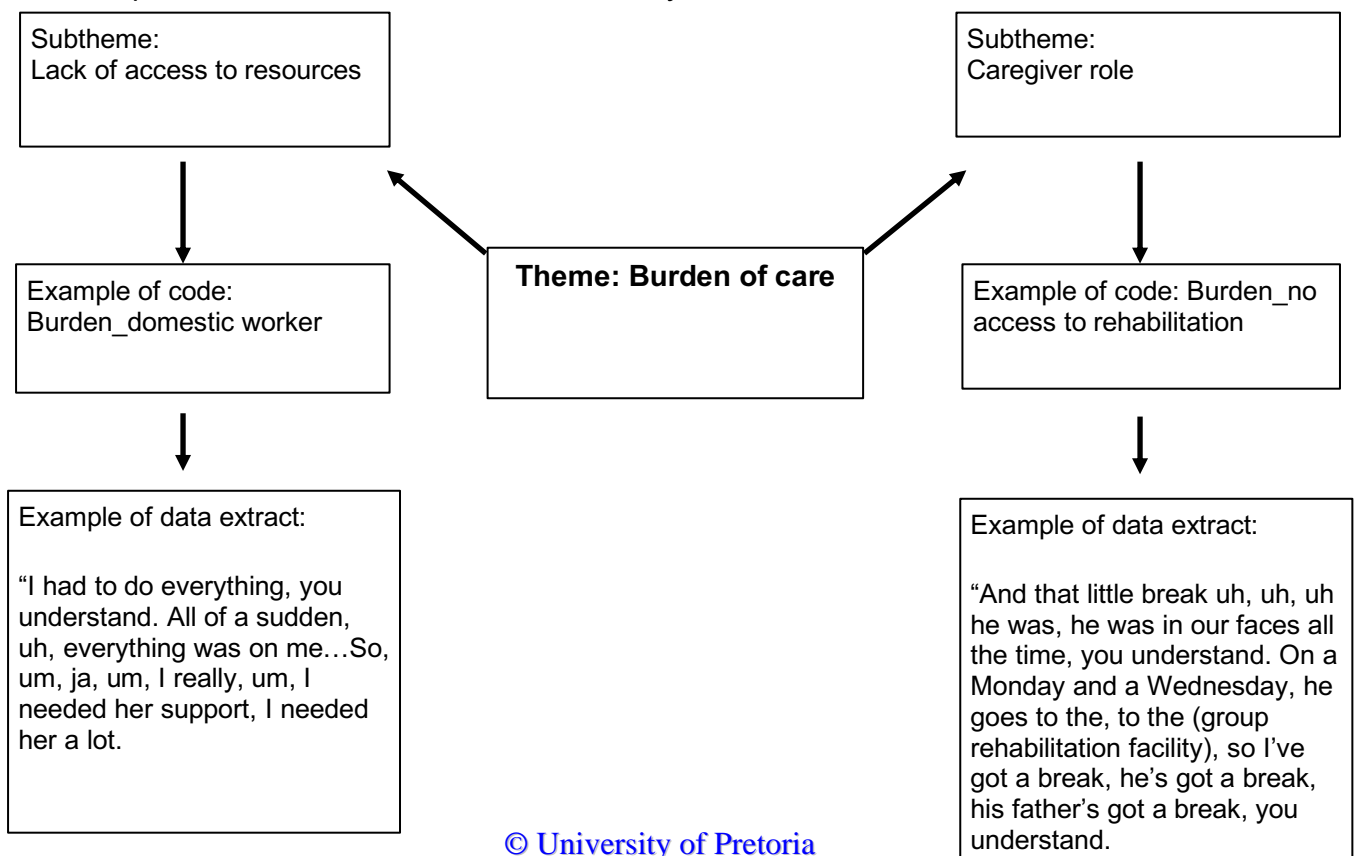 Subtheme:
Lack of access to resources
Subtheme:
Caregiver role
Theme: Burden of care
Example of code:
Burden_domestic worker
Example of code: Burden_no
access to rehabilitation
Example of data extract:
“I had to do everything, you
understand. All of a sudden,
uh, everything was on me…So,
um, ja, um, I really, um, I
needed her support, I needed
her a lot.
Example of data extract:
“And that little break uh, uh, uh
he was, he was in our faces all
the time, you understand. On a
Monday and a Wednesday, he
goes to the, to the (group
rehabilitation facility), so I’ve
got a break, he’s got a break,
his father’s got a break, you
understand.
© University of Pretoria